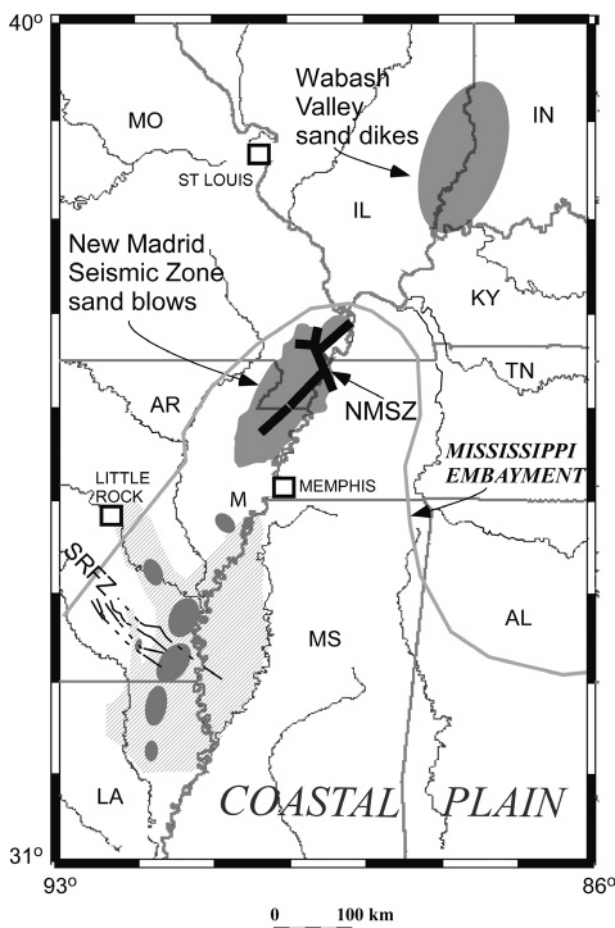 40°
Wabash
Valley
sand dikes
MO
IN
ST LOUIS
IL
New Madrid
Seismic Zone
sand blows
KY
TN
AR
NMSZ
MISSISSIPPI
EMBAYMENT
LITTLE
ROCK
M
MEMPHIS
SRFZ
AL
MS
LA
COASTAL PLAIN
31°
93°
86°
0 100 km